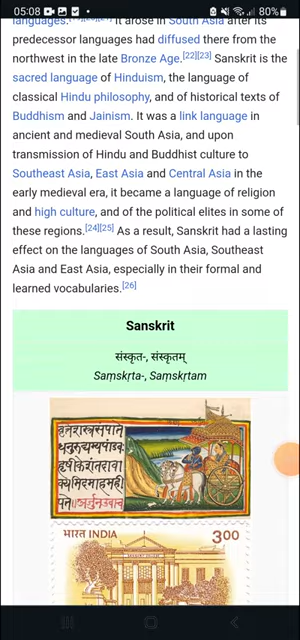 05:08
80%
languages.
It arose in South Asia after its
predecessor languages had diffused there from the
northwest in the late Bronze Age.[22][23] Sanskrit is the
sacred language of Hinduism, the language of
classical Hindu philosophy, and of historical texts of
Buddhism and Jainism. It was a link language in
ancient and medieval South Asia, and upon
transmission of Hindu and Buddhist culture to
Southeast Asia, East Asia and Central Asia in the
early medieval era, it became a language of religion
and high culture, and of the political elites in some of
these regions.[24][25] As a result, Sanskrit had a lasting
effect on the languages of South Asia, Southeast
Asia and East Asia, especially in their formal and
learned vocabularies.[26]
Sanskrit
संस्कृत-, संस्कृतम्
Saṃskṛta-, Saṃskṛtam
भारत INDIA 3.00